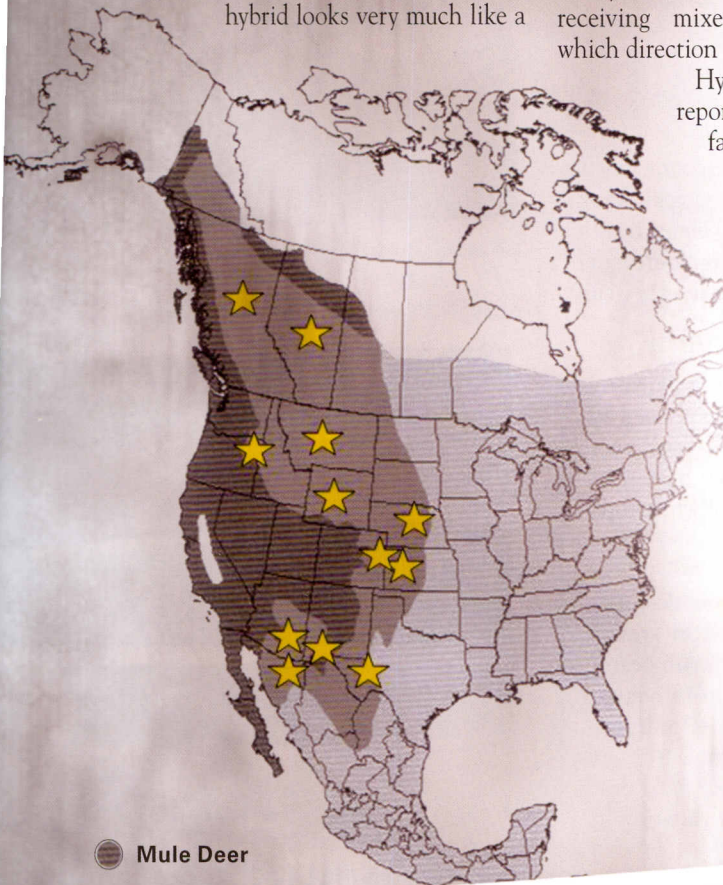 hybrid looks very much like a
receiving mixe
which direction
Hy
repor
fa
Mule Deer